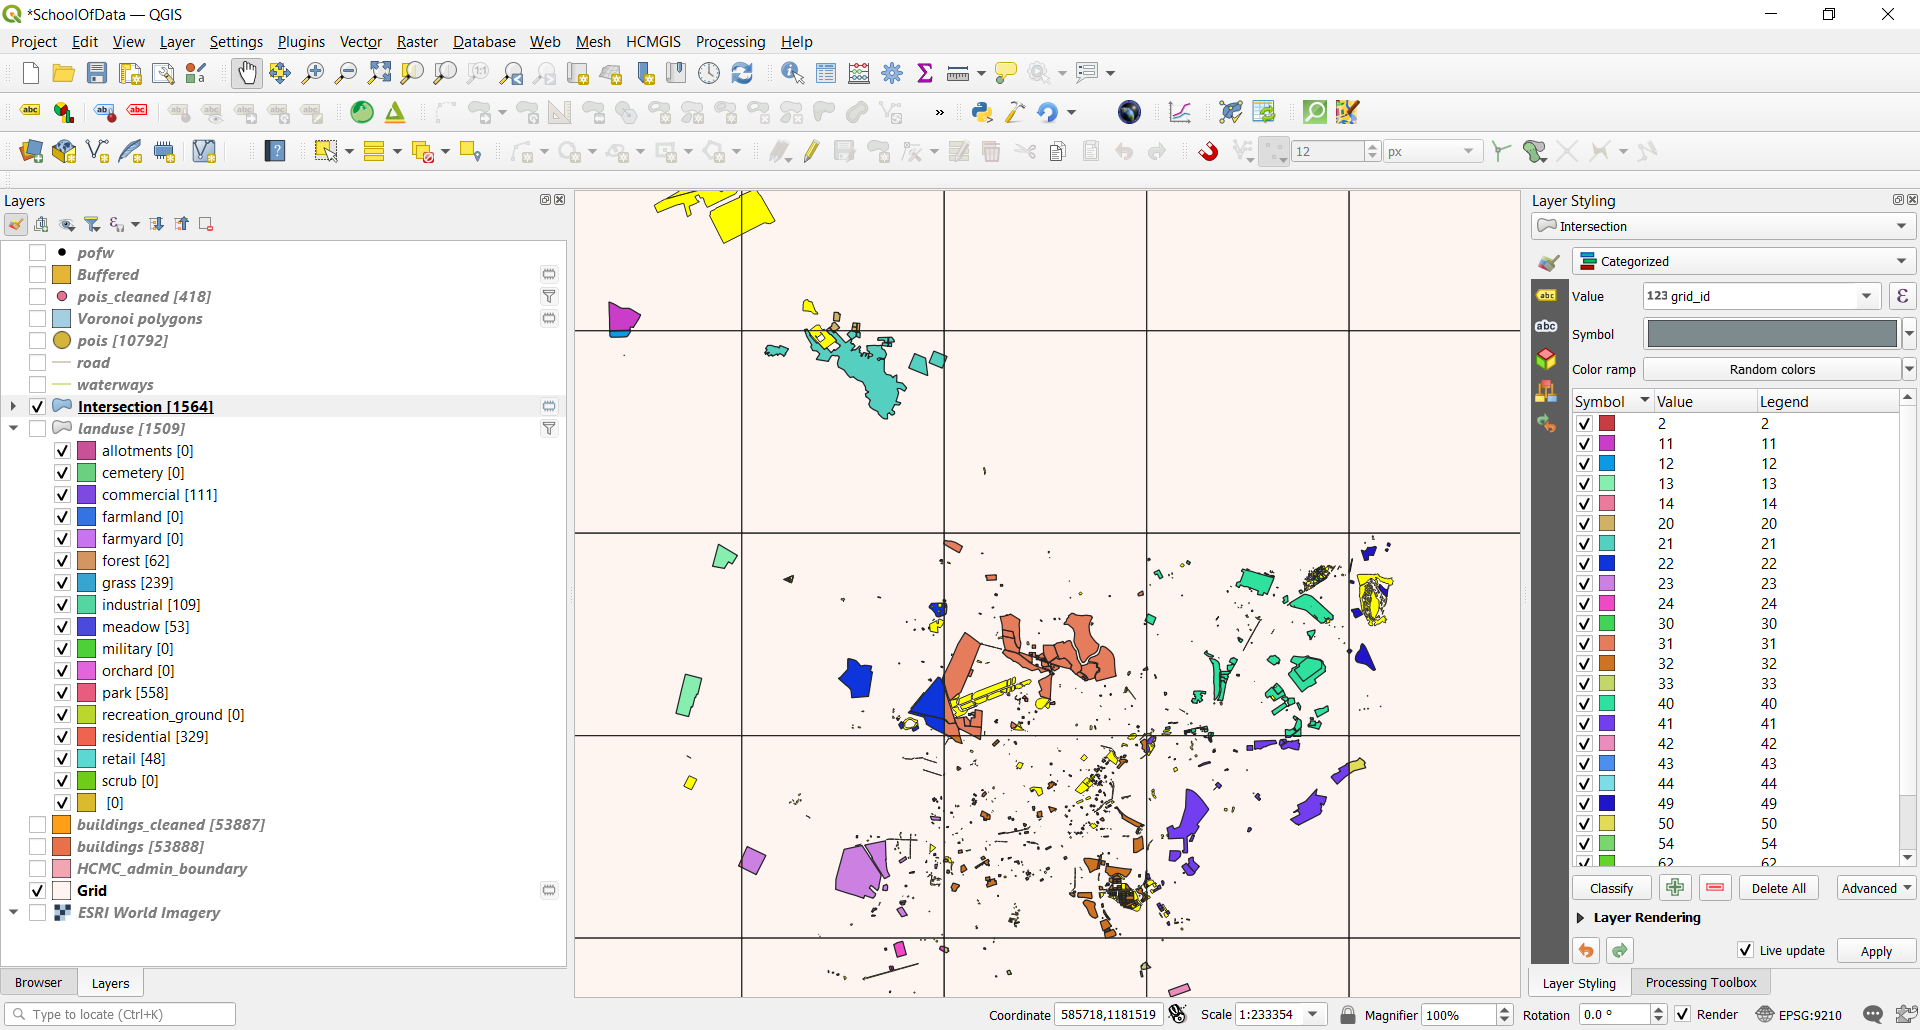 *SchoolOfData — QGIS
Project Edit View Layer Settings Plugins Vector Raster Database Web Mesh HCMGIS Processing Help
1:1
abc abc abc
12 px
Layers
pofw
Buffered
pois_cleaned [418]
Voronoi polygons
pois [10792]
road
waterways
Intersection [1564]
landuse [1509]
allotments [0]
cemetery [0]
commercial [111]
farmland [0]
farmyard [0]
forest [62]
grass [239]
industrial [109]
meadow [53]
military [0]
orchard [0]
park [558]
recreation_ground [0]
residential [329]
retail [48]
scrub [0]
[0]
buildings_cleaned [53887]
buildings [53888]
HCMC_admin_boundary
Grid
ESRI World Imagery
Browser Layers
Layer Styling
Intersection
Categorized
abc
abc
Value 123 grid_id ε
Symbol
Color ramp Random colors
Symbol Value Legend
2 2
11 11
12 12
13 13
14 14
20 20
21 21
22 22
23 23
24 24
30 30
31 31
32 32
33 33
40 40
41 41
42 42
43 43
44 44
49 49
50 50
54 54
62 62
Classify Delete All Advanced
Layer Rendering
Live update Apply
Layer Styling Processing Toolbox
Type to locate (Ctrl+K) Coordinate 585718,1181519 Scale 1:233354 Magnifier 100% Rotation 0.0 ° Render EPSG:9210